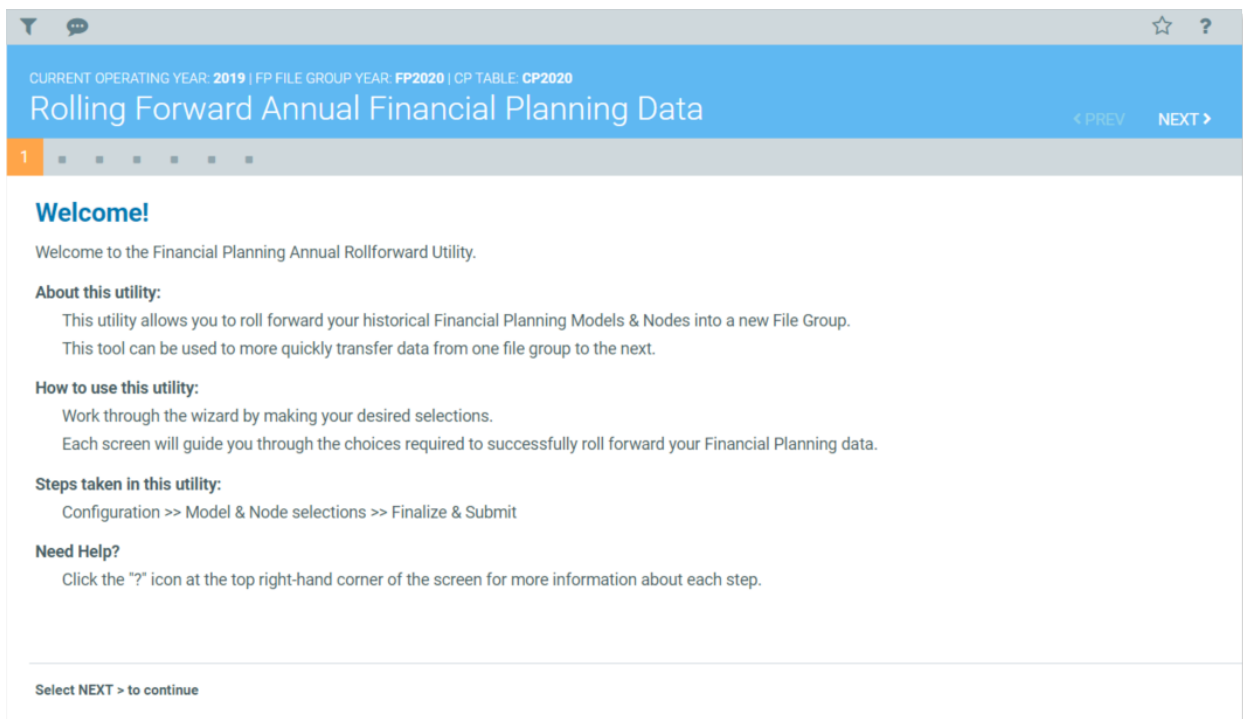 ?
CURRENT OPERATING YEAR: 2019 | FP FILE GROUP YEAR: FP2020 | CP TABLE: CP2020
Rolling Forward Annual Financial Planning Data
< PREV NEXT >
1
Welcome!
Welcome to the Financial Planning Annual Rollforward Utility.
About this utility:
This utility allows you to roll forward your historical Financial Planning Models & Nodes into a new File Group.
This tool can be used to more quickly transfer data from one file group to the next.
How to use this utility:
Work through the wizard by making your desired selections.
Each screen will guide you through the choices required to successfully roll forward your Financial Planning data.
Steps taken in this utility:
Configuration >> Model & Node selections >> Finalize & Submit
Need Help?
Click the "?" icon at the top right-hand corner of the screen for more information about each step.
Select NEXT > to continue